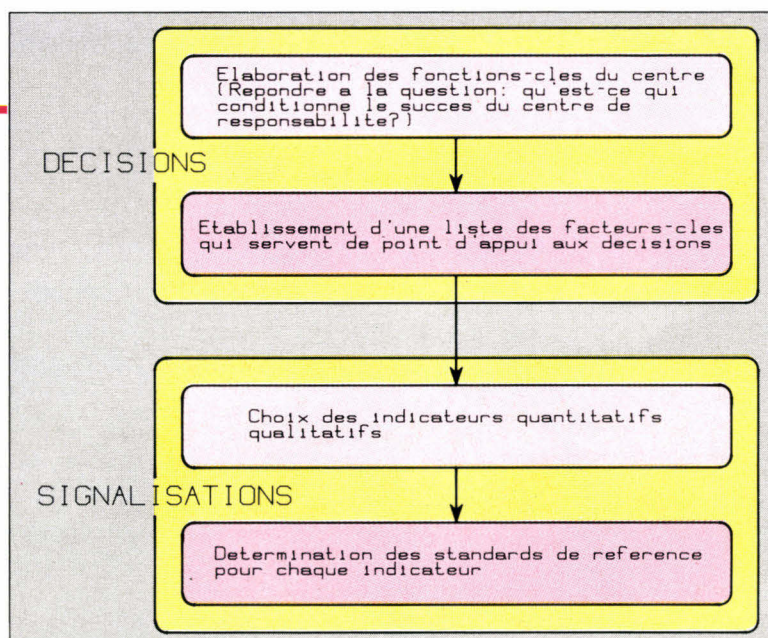 Elaboration des fonctions-cles du centre
(Repondre a la question: qu'est-ce qui
conditionne le succes du centre de
responsabilite?)
DECISIONS
Etablissement d'une liste des facteurs-cles
qui servent de point d'appui aux decisions
Choix des indicateurs quantitatifs
qualitatifs
SIGNALISATIONS
Determination des standards de reference
pour chaque indicateur